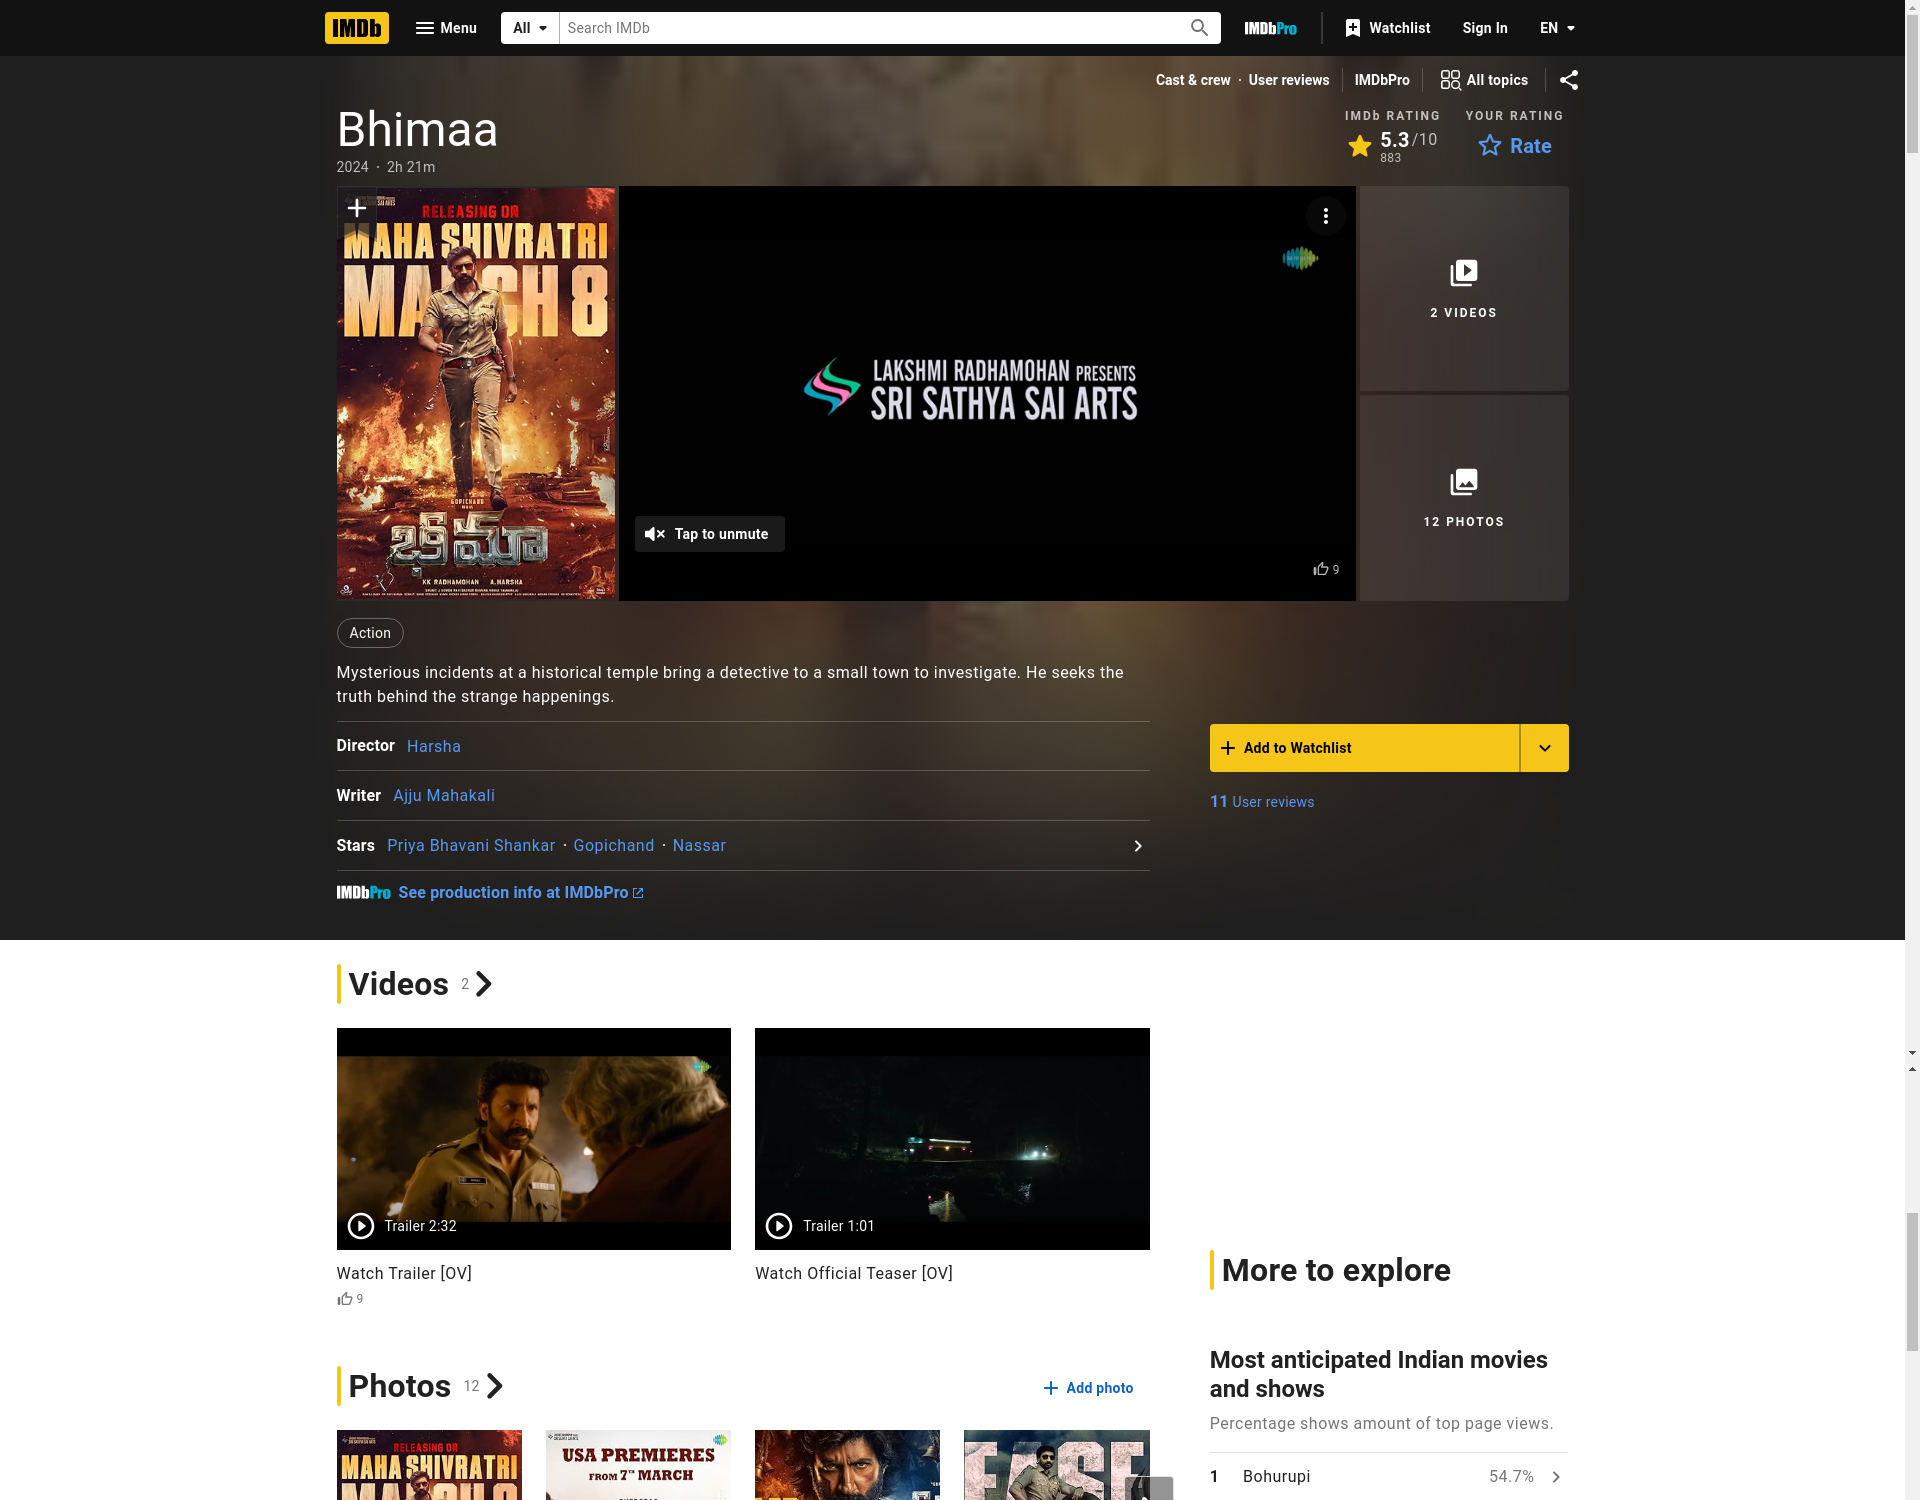 IMDb
Menu
All
Search IMDb
IMDbPro
Watchlist
Sign In
EN
Cast & crew · User reviews
IMDbPro
All topics
Bhimaa
2024 · 2h 21m
IMDb RATING
5.3/10
883
YOUR RATING
Rate
RELEASING ON
MAHA SHIVRATRI
MARCH 8
GOPICHAND
భీమా
KK RADHAMOHAN A.HARSHA
LAKSHMI RADHAMOHAN PRESENTS
SRI SATHYA SAI ARTS
Tap to unmute
9
2 VIDEOS
12 PHOTOS
Action
Mysterious incidents at a historical temple bring a detective to a small town to investigate. He seeks the
truth behind the strange happenings.
Director Harsha
Writer Ajju Mahakali
Stars Priya Bhavani Shankar · Gopichand · Nassar
IMDbPro See production info at IMDbPro
Add to Watchlist
11 User reviews
Videos 2
Trailer 2:32
Watch Trailer [OV]
9
Trailer 1:01
Watch Official Teaser [OV]
Photos 12
Add photo
RELEASING ON
MAHA SHIVRATRI
USA PREMIERES
FROM 7TH MARCH
More to explore
Most anticipated Indian movies
and shows
Percentage shows amount of top page views.
1 Bohurupi 54.7%